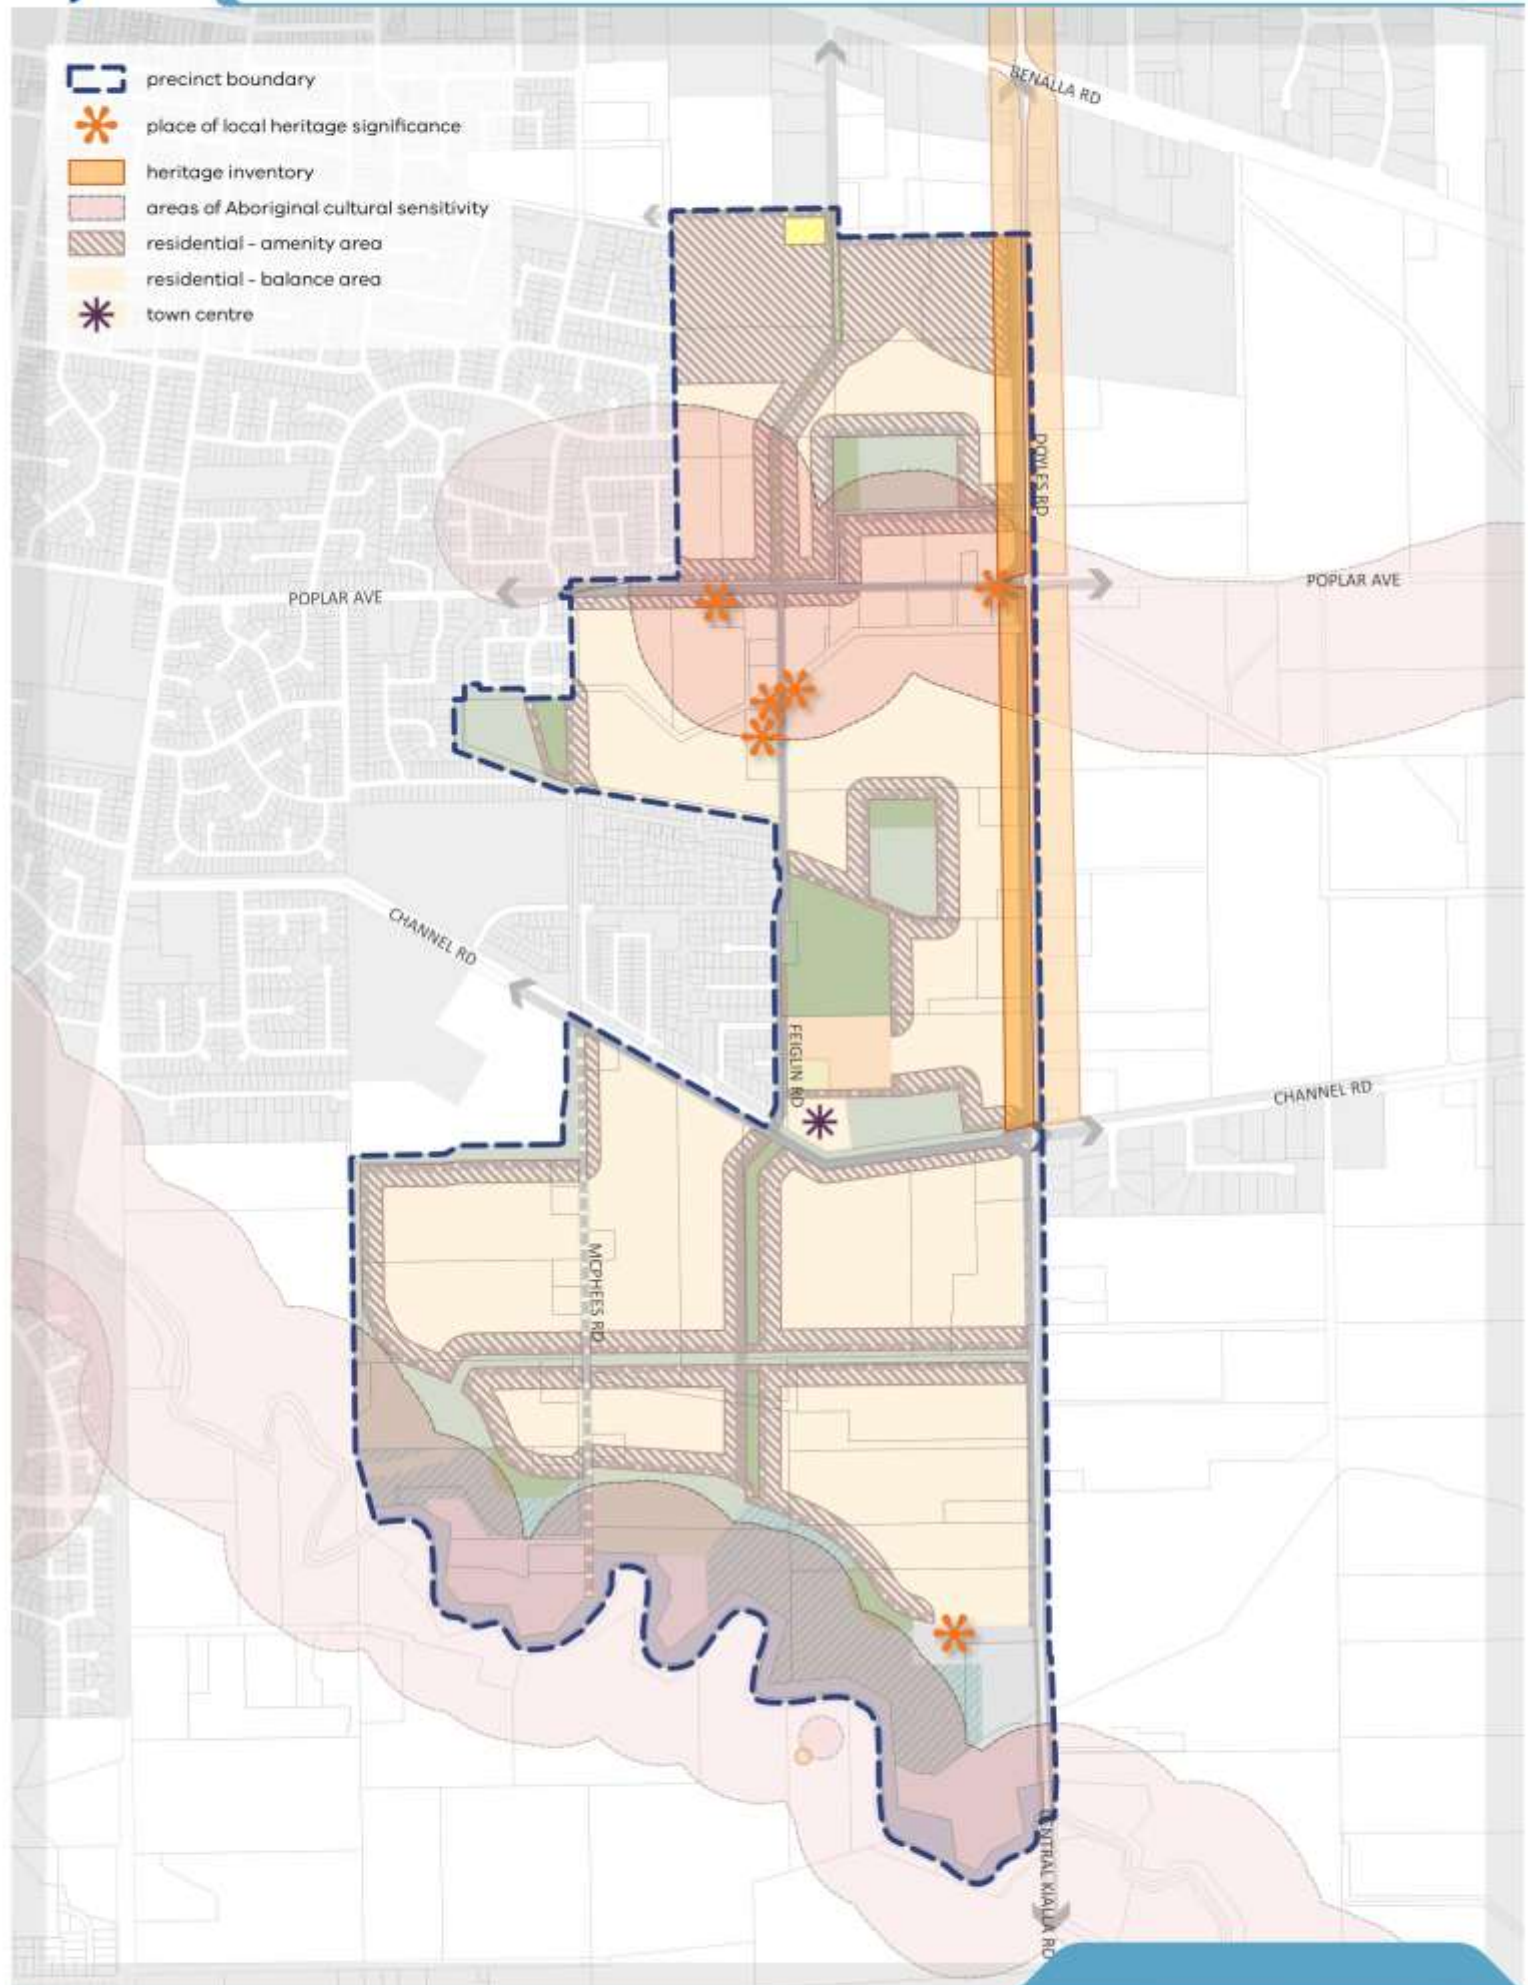 precinct boundary
place of local heritage significance
heritage inventory
areas of Aboriginal cultural sensitivity
residential - amenity area
residential - balance area
town centre
BENALLA RD
DOYLES RD
POPLAR AVE
POPLAR AVE
CHANNEL RD
FEIGLIN RD
CHANNEL RD
MCPHEES RD
CENTRAL KIALLA RD